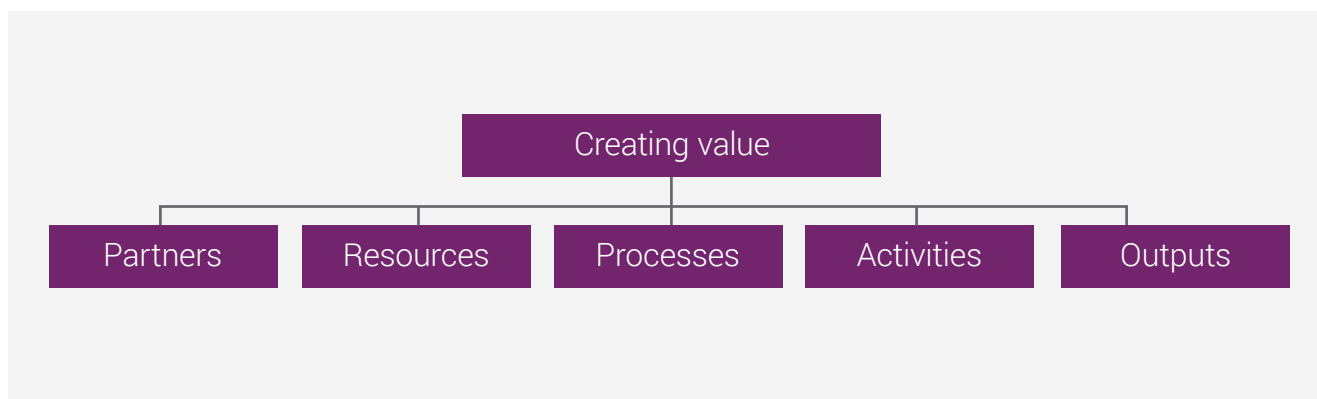 Creating value
Partners
Resources
Processes
Activities
Outputs